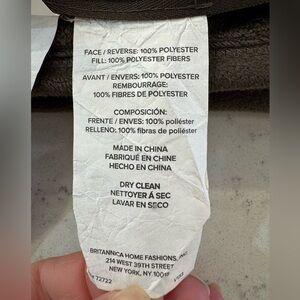 FACE / REVERSE: 100% POLYESTER
FILL: 100% POLYESTER FIBERS
AVANT / ENVERS: 100% POLYESTER
REMBOURRAGE:
100% FIBRES DE POLYESTER
COMPOSICIÓN:
FRENTE / ENVES: 100% poliéster
RELLENO: 100% fibras de poliéster
MADE IN CHINA
FABRIQUÉ EN CHINE
HECHO EN CHINA
DRY CLEAN
NETTOYER Á SEC
LAVAR EN SECO
BRITANNICA HOME FASHIONS, INC.
214 WEST 39TH STREET
NEW YORK, NY 10018
72722